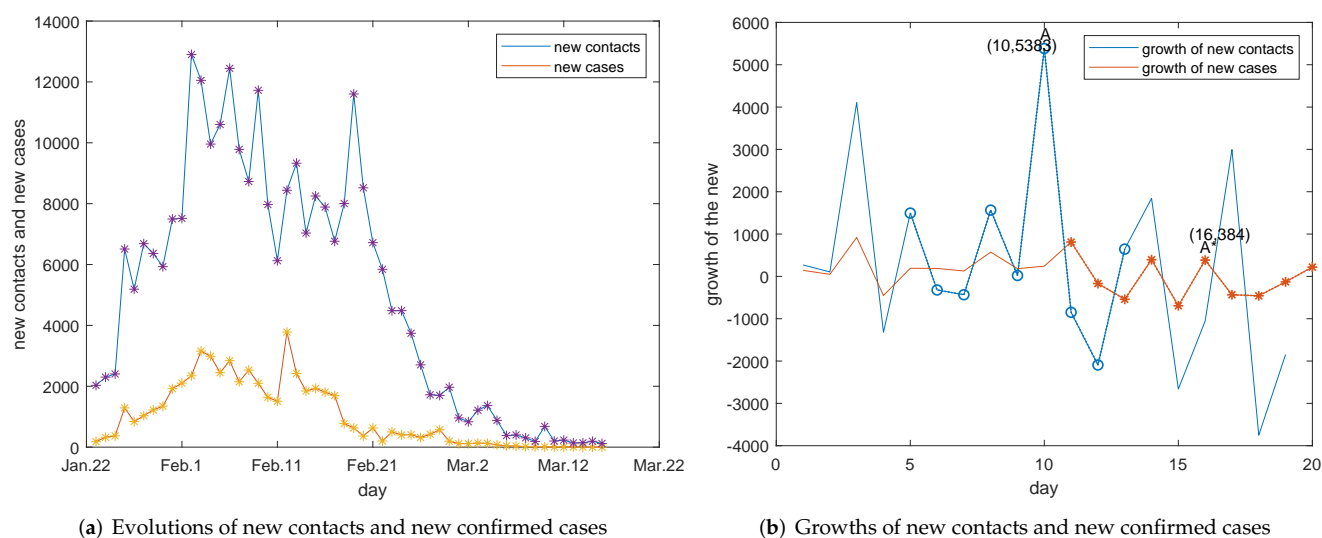 14000
12000
10000
8000
6000
4000
2000
0
Jan.22 Feb.1 Feb.11 Feb.21 Mar.2 Mar.12 Mar.22
day
new contacts and new cases
new contacts
new cases
(a) Evolutions of new contacts and new confirmed cases
6000
5000
4000
3000
2000
1000
0
-1000
-2000
-3000
-4000
0 5 10 15 20
day
growth of the new
A
(10,5383)
growth of new contacts
growth of new cases
(16,384)
A*
(b) Growths of new contacts and new confirmed cases